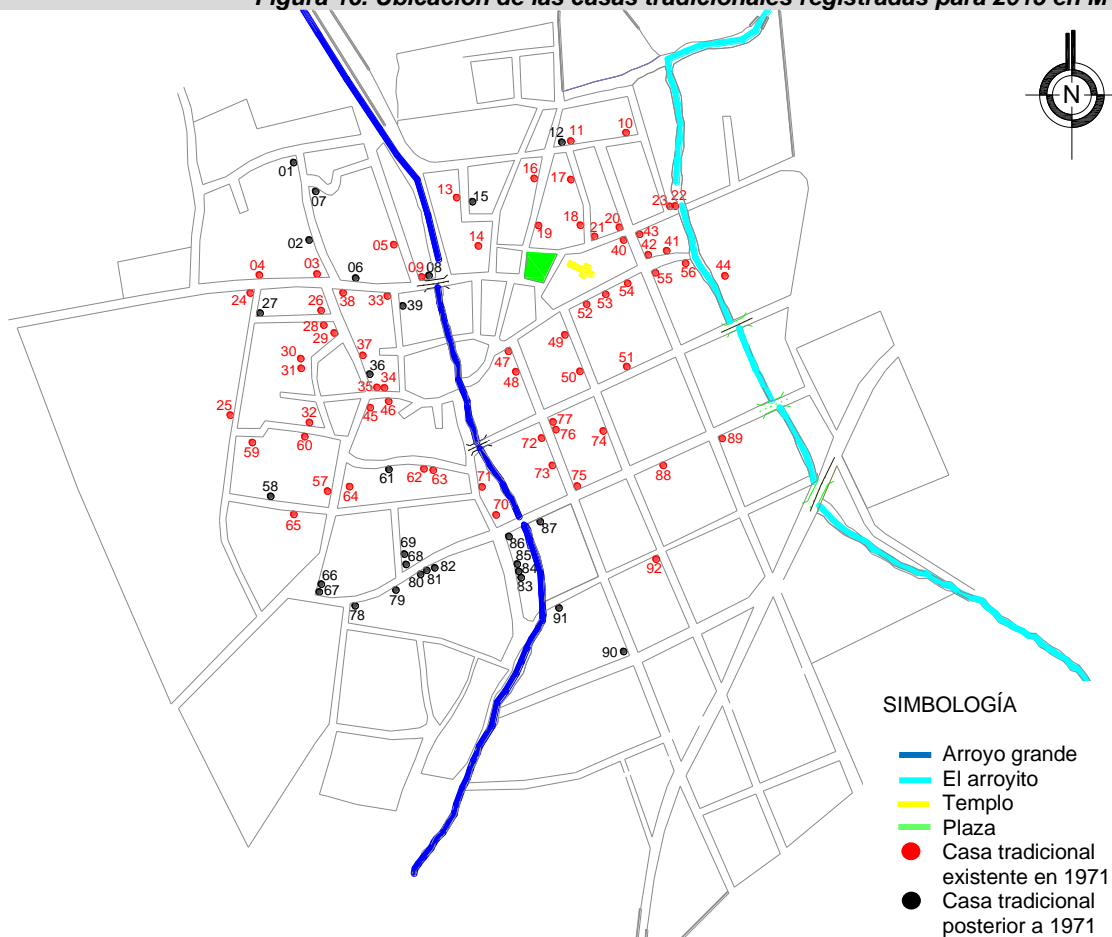 Figura 10. Ubicación de las casas tradicionales registradas para 2015 en M
N
10
12 11
01
07
16 17
13 15
23 22
02 05 14 19 18 21 20 43
40 42 41
04 03 06 09 08
55 56 44
24 38 33 39
54
27 26
53
52
28
29
49
37
47
30
31 36
48 50 51
35 34
25
45 46
32
77
72 76 74
59 60
89
61 62 63
73
88
58 57 64 71 75
65
70
87
86
69
68
85
92
66 82 84
67 80 81 83
79
78
91
90
SIMBOLOGÍA
Arroyo grande
El arroyito
Templo
Plaza
Casa tradicional
existente en 1971
Casa tradicional
posterior a 1971